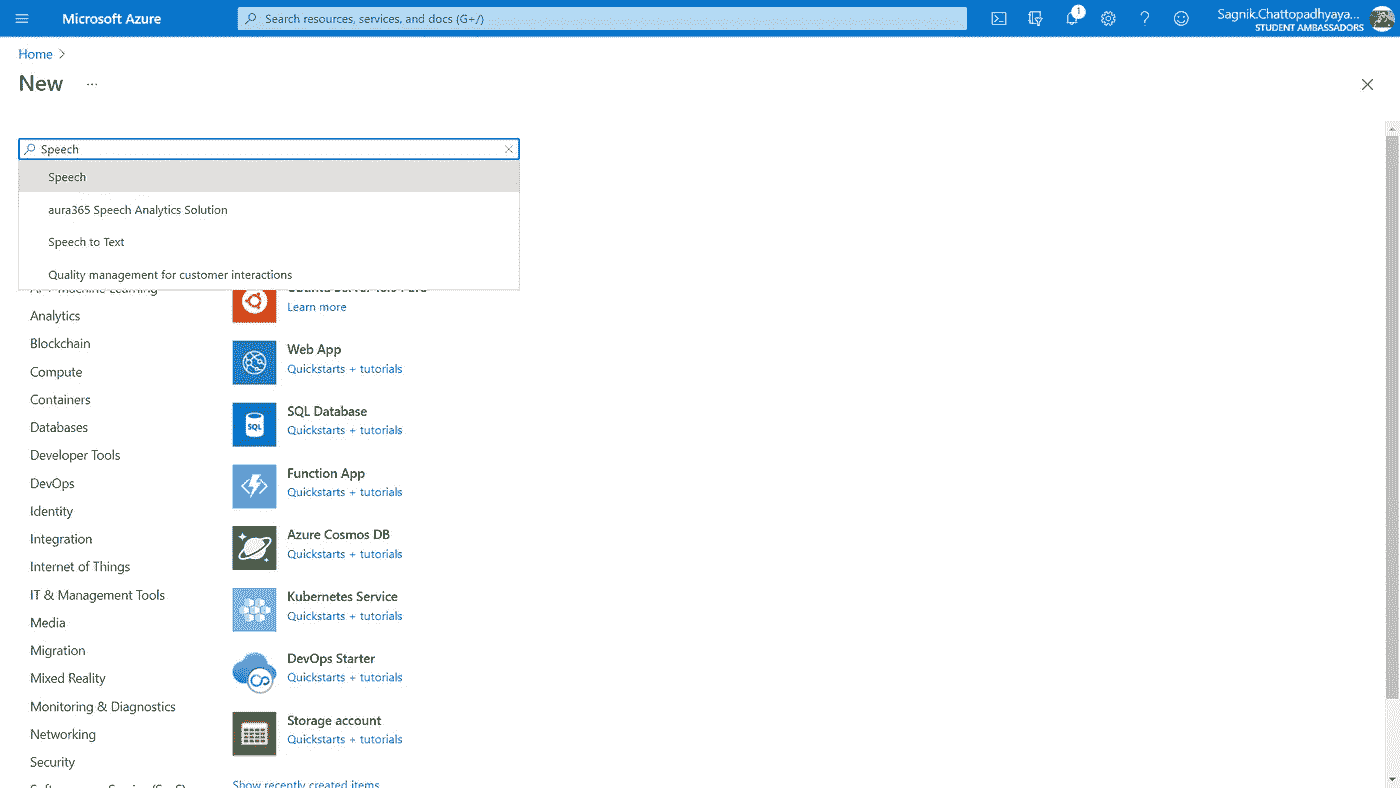 Microsoft Azure
Search resources, services, and docs (G+/)
1
Sagnik.Chattopadhyaya...
STUDENT AMBASSADORS
Home
New
...
Speech
Speech
aura365 Speech Analytics Solution
Speech to Text
Quality management for customer interactions
Learn more
Analytics
Blockchain
Compute
Containers
Databases
Developer Tools
DevOps
Identity
Integration
Internet of Things
IT & Management Tools
Media
Migration
Mixed Reality
Monitoring & Diagnostics
Networking
Security
Web App
Quickstarts + tutorials
SQL
SQL Database
Quickstarts + tutorials
Function App
Quickstarts + tutorials
Azure Cosmos DB
Quickstarts + tutorials
Kubernetes Service
Quickstarts + tutorials
DevOps Starter
Quickstarts + tutorials
Storage account
Quickstarts + tutorials
Show recently created items